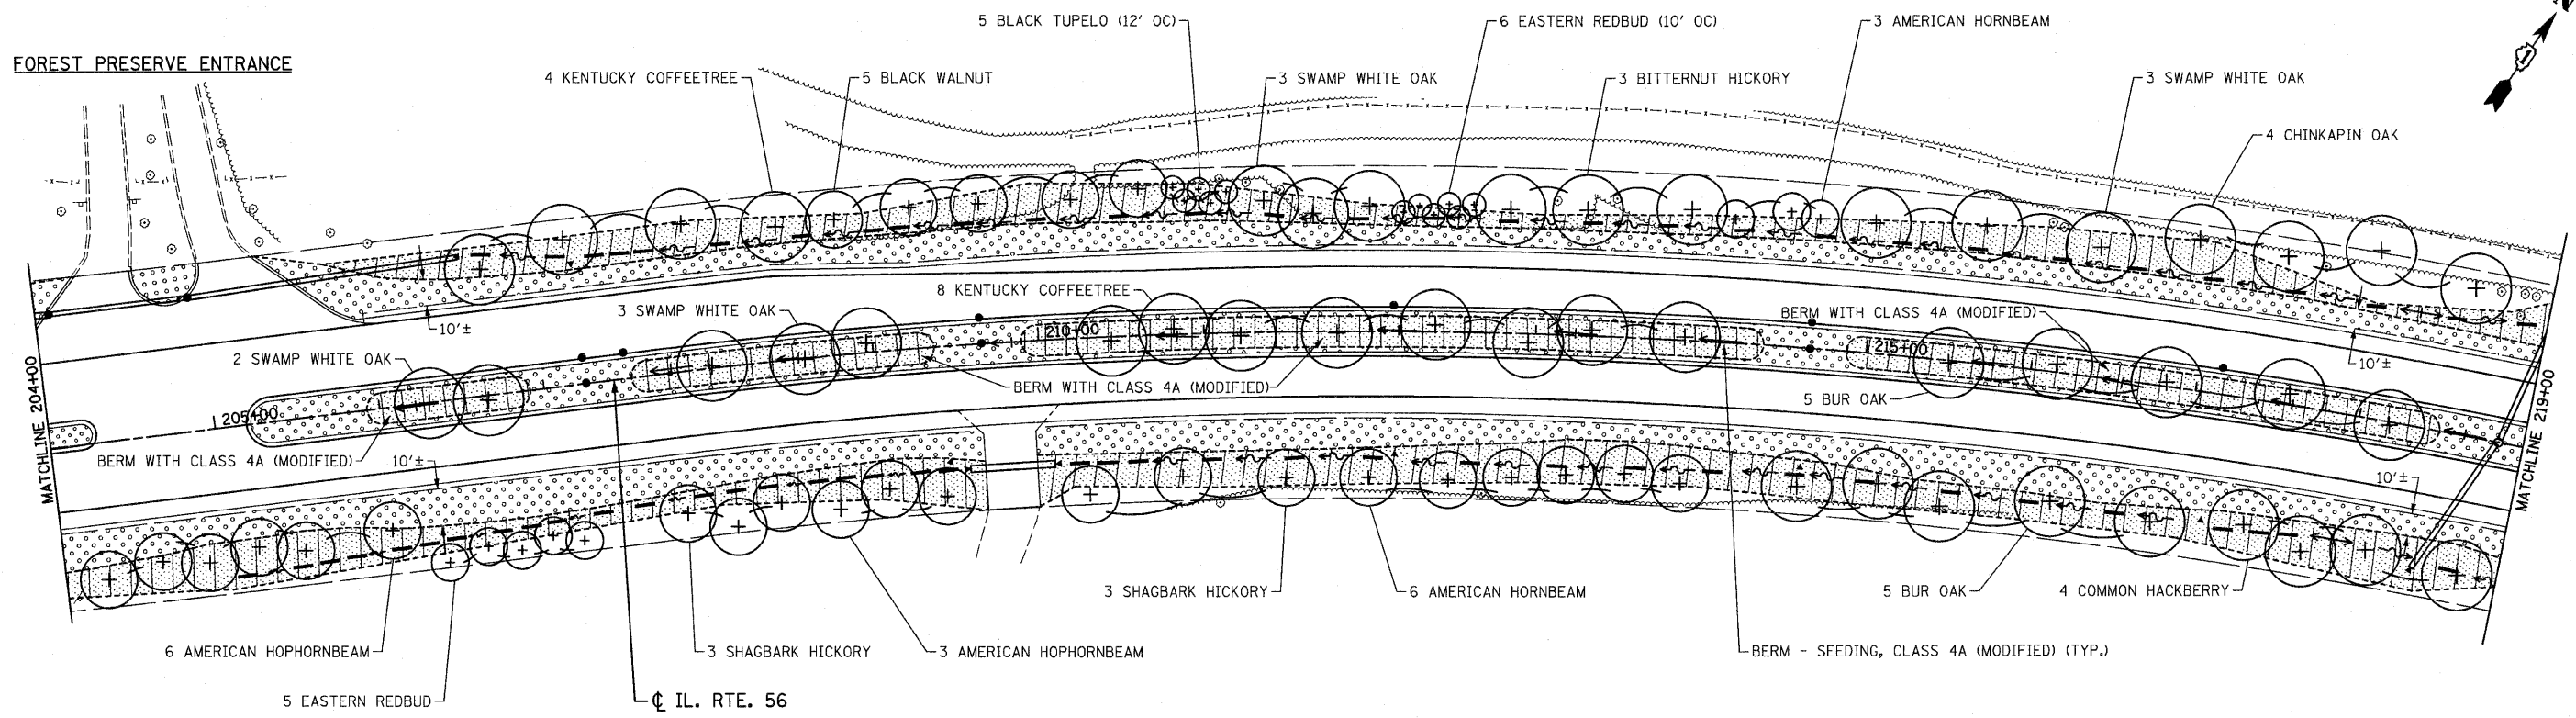 5 BLACK TUPELO (12' OC)
6 EASTERN REDBUD (10' OC)
3 AMERICAN HORNBEAM
N
FOREST PRESERVE ENTRANCE
4 KENTUCKY COFFEETREE
5 BLACK WALNUT
3 SWAMP WHITE OAK
3 BITTERNUT HICKORY
3 SWAMP WHITE OAK
4 CHINKAPIN OAK
8 KENTUCKY COFFEETREE
3 SWAMP WHITE OAK
BERM WITH CLASS 4A (MODIFIED)
10'±
210+00
215+00
2 SWAMP WHITE OAK
10'±
BERM WITH CLASS 4A (MODIFIED)
5 BUR OAK
205+00
MATCHLINE 204+00
MATCHLINE 219+00
BERM WITH CLASS 4A (MODIFIED)
10'±
10'±
3 SHAGBARK HICKORY
6 AMERICAN HORNBEAM
5 BUR OAK
4 COMMON HACKBERRY
6 AMERICAN HOPHORNBEAM
3 SHAGBARK HICKORY
3 AMERICAN HOPHORNBEAM
BERM - SEEDING, CLASS 4A (MODIFIED) (TYP.)
5 EASTERN REDBUD
℄ IL. RTE. 56